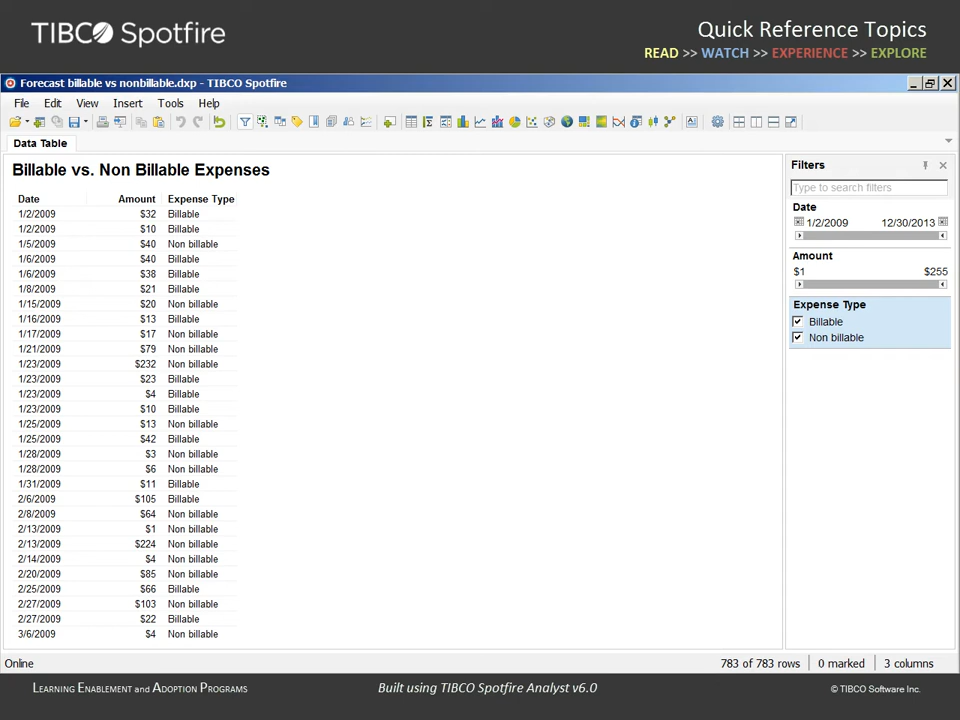 TIBCO Spotfire
Quick Reference Topics
READ >> WATCH >> EXPERIENCE >> EXPLORE
Forecast billable vs nonbillable.dxp - TIBCO Spotfire
File Edit View Insert Tools Help
Data Table
Billable vs. Non Billable Expenses
Date Amount Expense Type
1/2/2009 $32 Billable
1/2/2009 $10 Billable
1/5/2009 $40 Non billable
1/6/2009 $40 Billable
1/6/2009 $38 Billable
1/8/2009 $21 Billable
1/15/2009 $20 Non billable
1/16/2009 $13 Billable
1/17/2009 $17 Non billable
1/21/2009 $79 Non billable
1/23/2009 $232 Non billable
1/23/2009 $23 Billable
1/23/2009 $4 Billable
1/23/2009 $10 Billable
1/25/2009 $13 Non billable
1/25/2009 $42 Billable
1/28/2009 $3 Non billable
1/28/2009 $6 Non billable
1/31/2009 $11 Billable
2/6/2009 $105 Billable
2/8/2009 $64 Non billable
2/13/2009 $1 Non billable
2/13/2009 $224 Non billable
2/14/2009 $4 Non billable
2/20/2009 $85 Non billable
2/25/2009 $66 Billable
2/27/2009 $103 Non billable
2/27/2009 $22 Billable
3/6/2009 $4 Non billable
Filters
Type to search filters
Date
1/2/2009 12/30/2013
Amount
$1 $255
Expense Type
Billable
Non billable
Online 783 of 783 rows 0 marked 3 columns
LEARNING ENABLEMENT and ADOPTION PROGRAMS Built using TIBCO Spotfire Analyst v6.0 © TIBCO Software Inc.